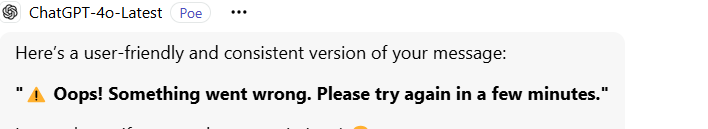 ChatGPT-4o-Latest Poe
Here's a user-friendly and consistent version of your message:
"⚠️ Oops! Something went wrong. Please try again in a few minutes."